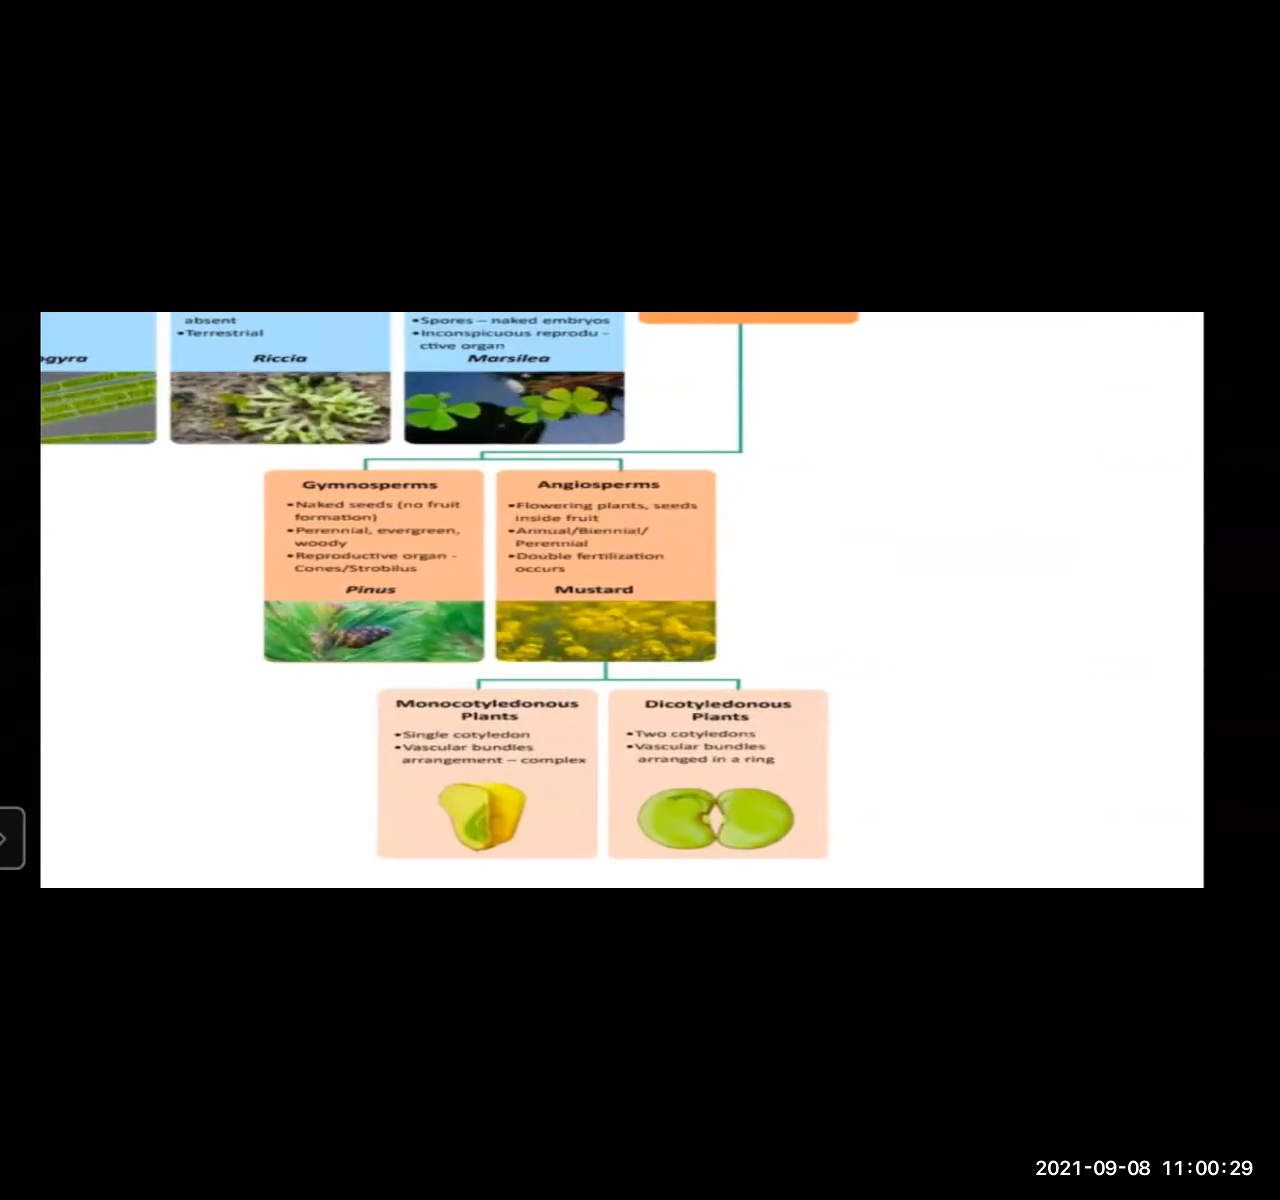 absent
•Terrestrial
Riccia
•Spores – naked embryos
•Inconspicuous reprodu -
ctive organ
Marsilea
ogyra
Gymnosperms
•Naked seeds (no fruit
formation)
•Perennial, evergreen,
woody
•Reproductive organ -
Cones/Strobilus
Pinus
Angiosperms
•Flowering plants, seeds
inside fruit
•Annual/Biennial/
Perennial
•Double fertilization
occurs
Mustard
Monocotyledonous
Plants
•Single cotyledon
•Vascular bundles
arrangement – complex
Dicotyledonous
Plants
•Two cotyledons
•Vascular bundles
arranged in a ring
2021-09-08 11:00:29